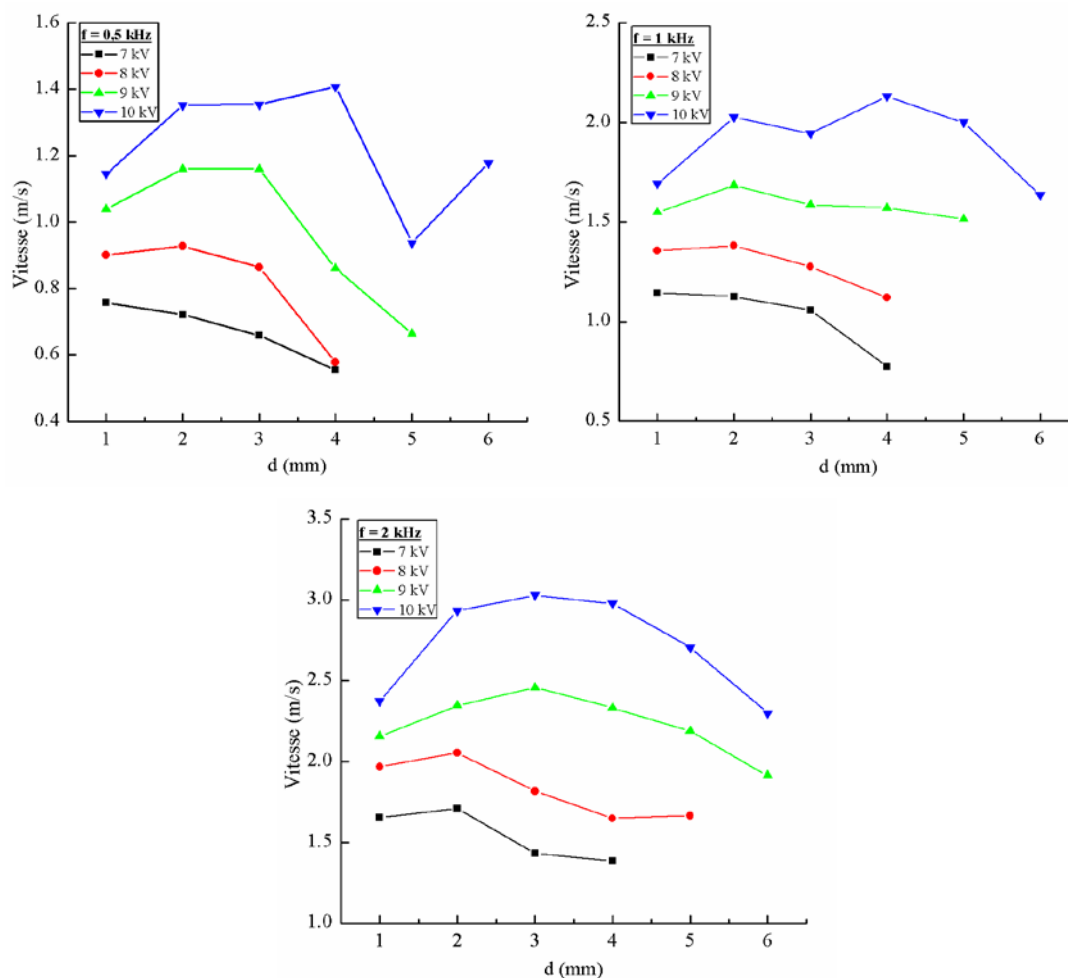 1.6
1.4
1.2
1.0
0.8
0.6
0.4
Vitesse (m/s)
f = 0,5 kHz
7 kV
8 kV
9 kV
10 kV
1 2 3 4 5 6
d (mm)
2.5
2.0
1.5
1.0
0.5
Vitesse (m/s)
f = 1 kHz
7 kV
8 kV
9 kV
10 kV
1 2 3 4 5 6
d (mm)
3.5
3.0
2.5
2.0
1.5
1.0
Vitesse (m/s)
f = 2 kHz
7 kV
8 kV
9 kV
10 kV
1 2 3 4 5 6
d (mm)